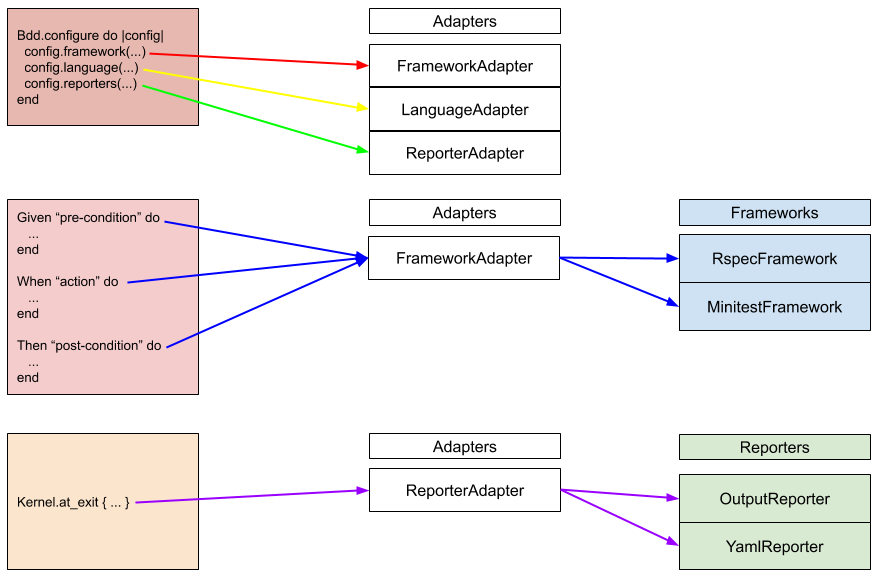 Bdd.configure do |config|
config.framework(...)
config.language(...)
config.reporters(...)
end
Adapters
FrameworkAdapter
LanguageAdapter
ReporterAdapter
Given “pre-condition” do
...
end
When “action” do
...
end
Then “post-condition” do
...
end
Adapters
FrameworkAdapter
Frameworks
RspecFramework
MinitestFramework
Kernel.at_exit { ... }
Adapters
ReporterAdapter
Reporters
OutputReporter
YamlReporter